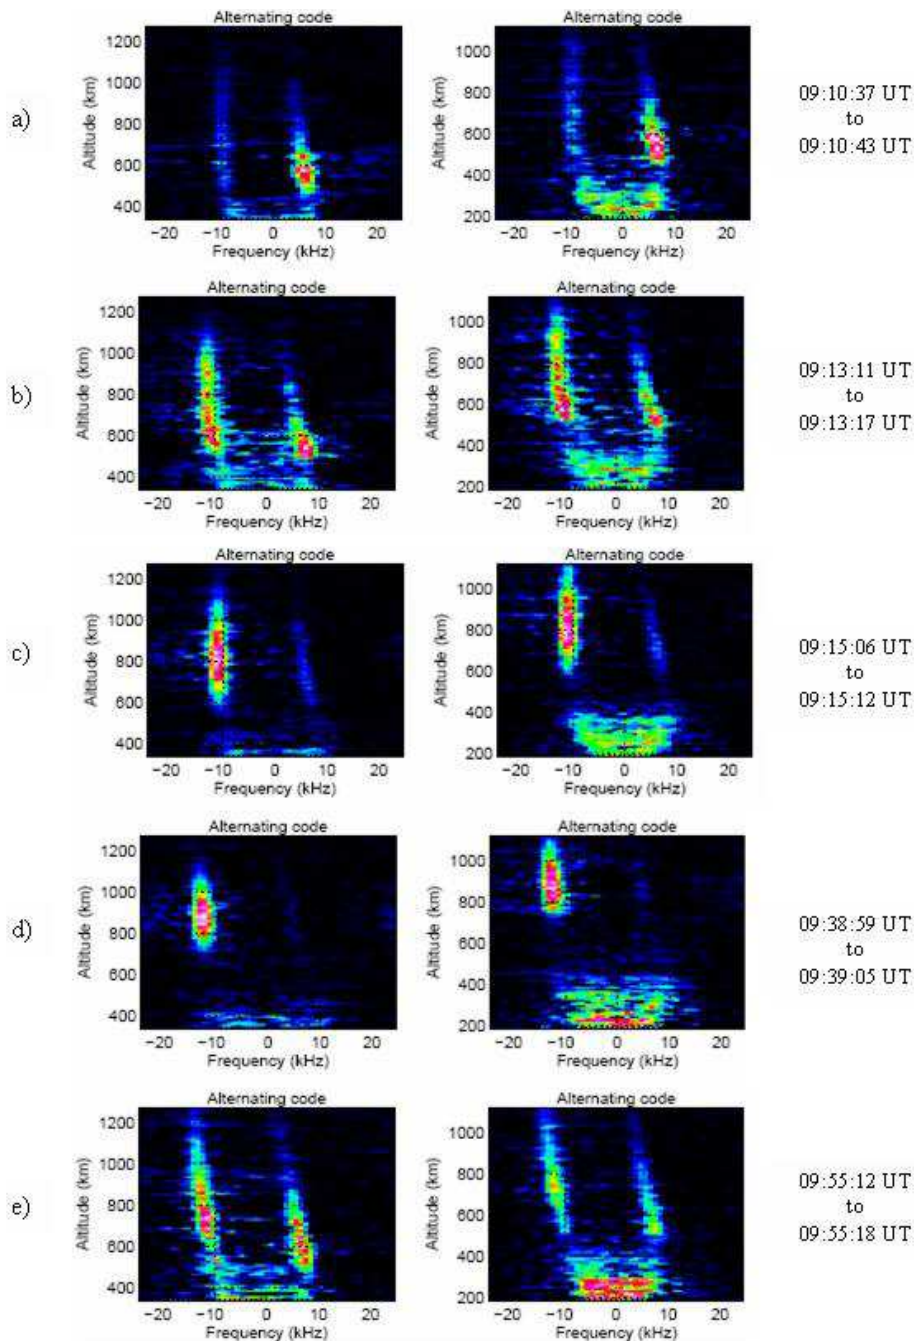 Alternating code
Alternating code
a)
Altitude (km)
1200
1000
800
600
400
−20
−10
0
10
20
Frequency (kHz)
Altitude (km)
1000
800
600
400
200
−20
−10
0
10
20
Frequency (kHz)
09:10:37 UT
to
09:10:43 UT
Alternating code
Alternating code
b)
Altitude (km)
1200
1000
800
600
400
−20
−10
0
10
20
Frequency (kHz)
Altitude (km)
1000
800
600
400
200
−20
−10
0
10
20
Frequency (kHz)
09:13:11 UT
to
09:13:17 UT
Alternating code
Alternating code
c)
Altitude (km)
1200
1000
800
600
400
−20
−10
0
10
20
Frequency (kHz)
Altitude (km)
1000
800
600
400
200
−20
−10
0
10
20
Frequency (kHz)
09:15:06 UT
to
09:15:12 UT
Alternating code
Alternating code
d)
Altitude (km)
1200
1000
800
600
400
−20
−10
0
10
20
Frequency (kHz)
Altitude (km)
1000
800
600
400
200
−20
−10
0
10
20
Frequency (kHz)
09:38:59 UT
to
09:39:05 UT
Alternating code
Alternating code
e)
Altitude (km)
1200
1000
800
600
400
−20
−10
0
10
20
Frequency (kHz)
Altitude (km)
1000
800
600
400
200
−20
−10
0
10
20
Frequency (kHz)
09:55:12 UT
to
09:55:18 UT